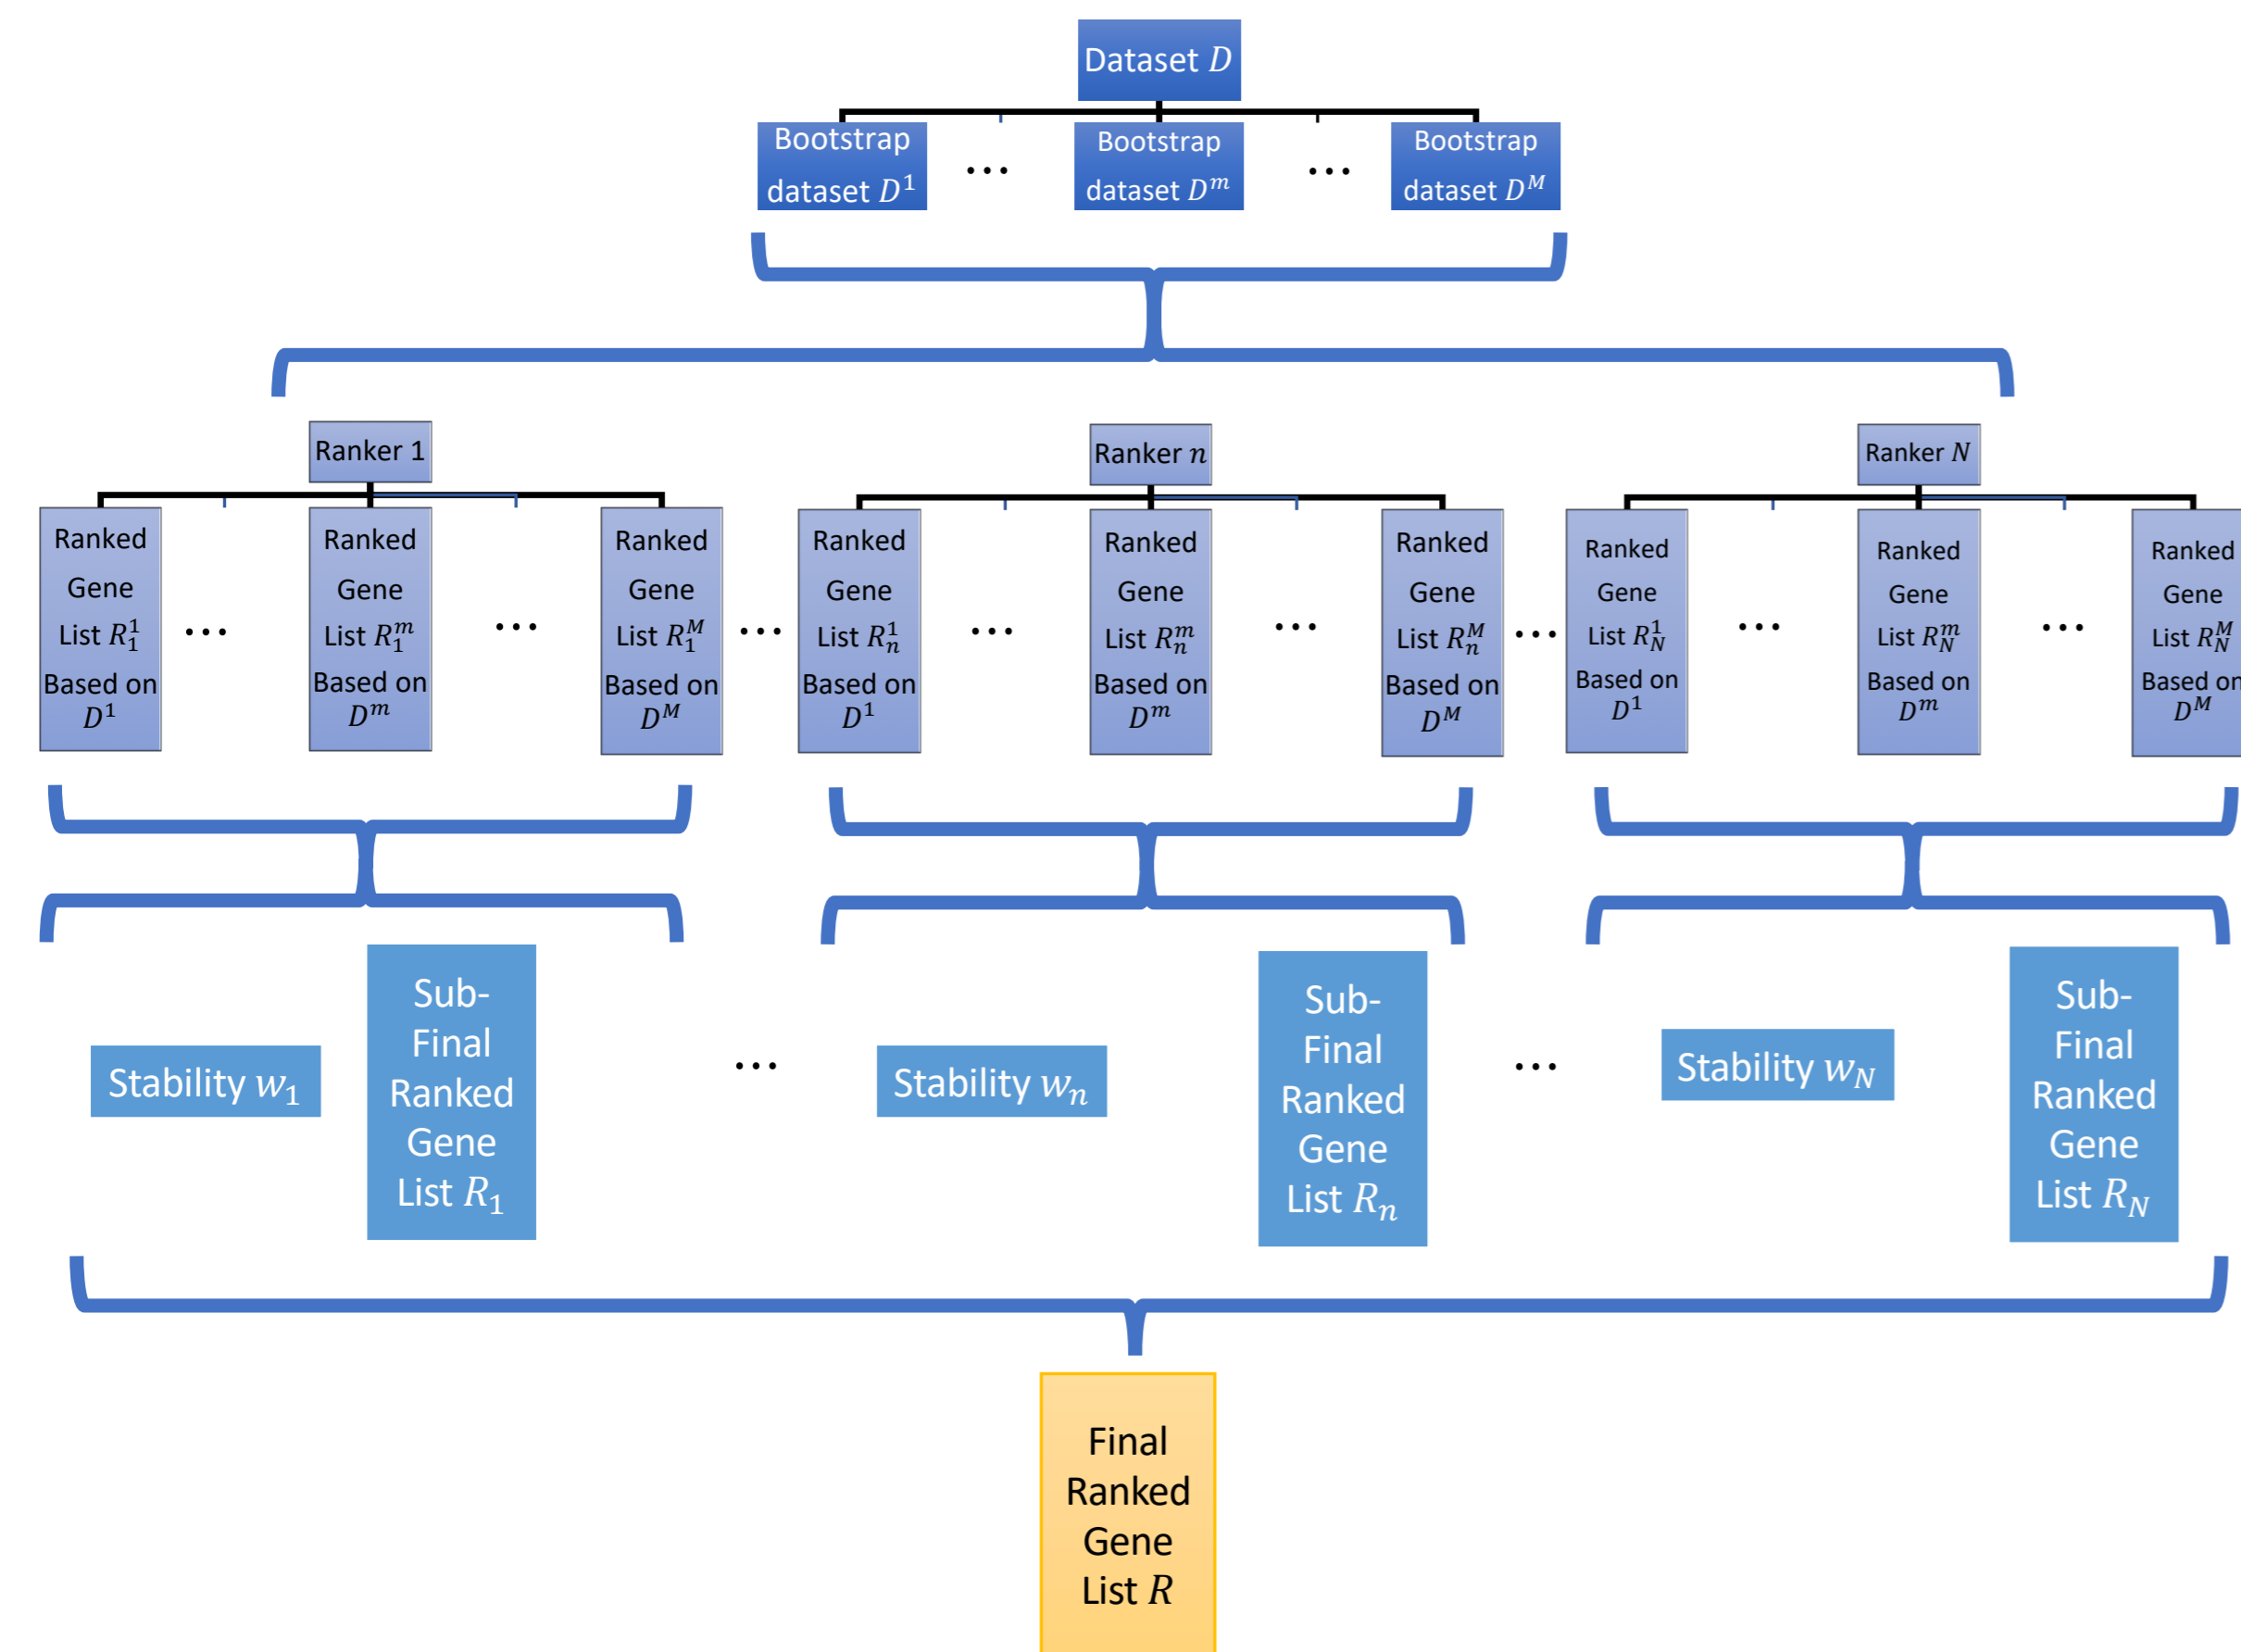 Dataset D
Bootstrap
dataset D¹
...
Bootstrap
dataset Dᵐ
...
Bootstrap
dataset Dᴹ
Ranker 1
Ranker n
Ranker N
Ranked
Gene
List R₁¹
Based on
D¹
...
Ranked
Gene
List R₁ᵐ
Based on
Dᵐ
...
Ranked
Gene
List R₁ᴹ
Based on
Dᴹ
...
Ranked
Gene
List Rₙ¹
Based on
D¹
...
Ranked
Gene
List Rₙᵐ
Based on
Dᵐ
...
Ranked
Gene
List Rₙᴹ
Based on
Dᴹ
...
Ranked
Gene
List R_N¹
Based on
D¹
...
Ranked
Gene
List R_Nᵐ
Based on
Dᵐ
...
Ranked
Gene
List R_Nᴹ
Based on
Dᴹ
Stability w₁
Sub-
Final
Ranked
Gene
List R₁
...
Stability wₙ
Sub-
Final
Ranked
Gene
List Rₙ
...
Stability w_N
Sub-
Final
Ranked
Gene
List R_N
Final
Ranked
Gene
List R